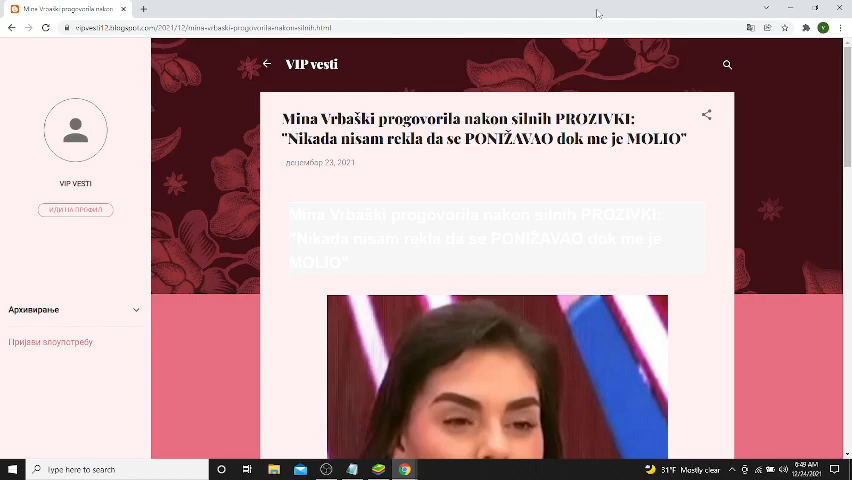 Mina Vrbaški progovorila nakon
vipvesti12.blogspot.com/2021/12/mina-vrbaski-progovorila-nakon-silnih.html
VIP vesti
Mina Vrbaški progovorila nakon silnih PROZIVKI:
"Nikada nisam rekla da se PONIŽAVAO dok me je MOLIO"
децембар 23, 2021
VIP VESTI
ИДИ НА ПРОФИЛ
Mina Vrbaški progovorila nakon silnih PROZIVKI:
"Nikada nisam rekla da se PONIŽAVAO dok me je
MOLIO"
Архивирање
Пријави злоупотребу
Type here to search
31°F Mostly clear
6:49 AM
12/24/2021